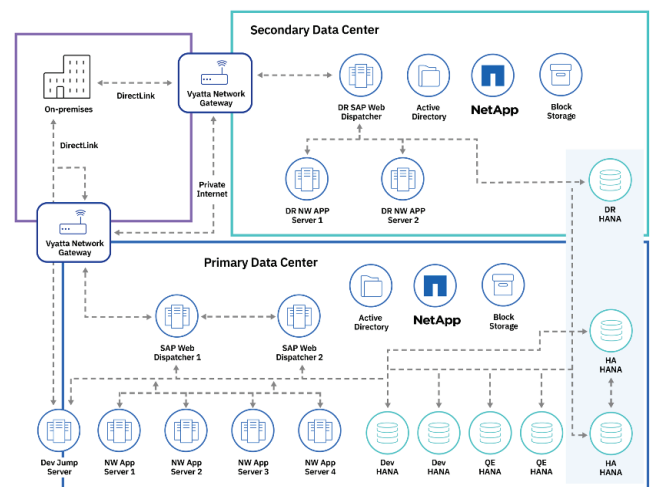 Secondary Data Center
On-premises
DirectLink
Vyatta Network
Gateway
DR SAP Web
Dispatcher
Active
Directory
NetApp
Block
Storage
DirectLink
Private
Internet
DR NW APP
Server 1
DR NW APP
Server 2
DR
HANA
Vyatta Network
Gateway
Primary Data Center
Active
Directory
NetApp
Block
Storage
SAP Web
Dispatcher 1
SAP Web
Dispatcher 2
HA
HANA
Dev Jump
Server
NW App
Server 1
NW App
Server 2
NW App
Server 3
NW App
Server 4
Dev
HANA
Dev
HANA
QE
HANA
QE
HANA
HA
HANA